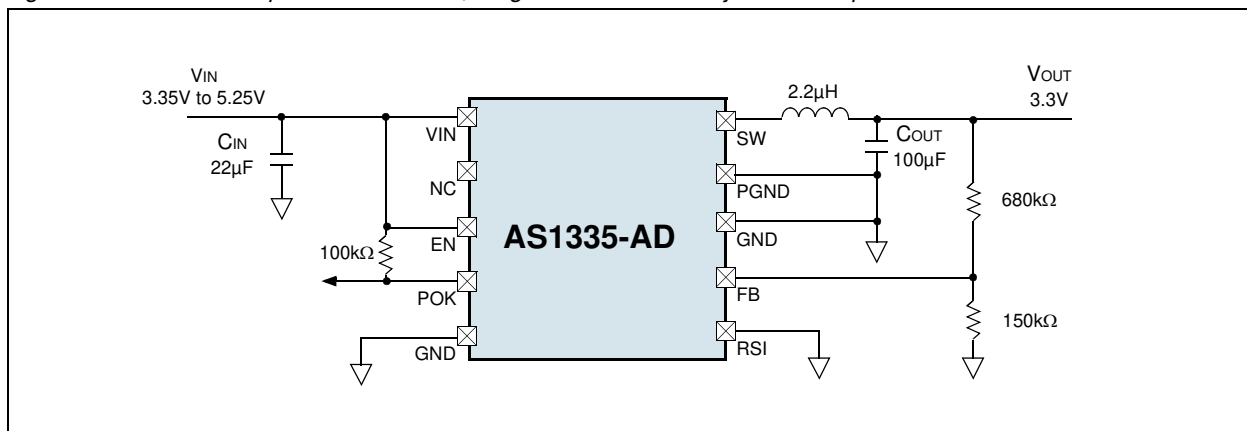 VIN
3.35V to 5.25V
CIN
22µF
100kΩ
VIN
NC
EN
POK
GND
AS1335-AD
SW
PGND
GND
FB
RSI
2.2µH
COUT
100µF
VOUT
3.3V
680kΩ
150kΩ